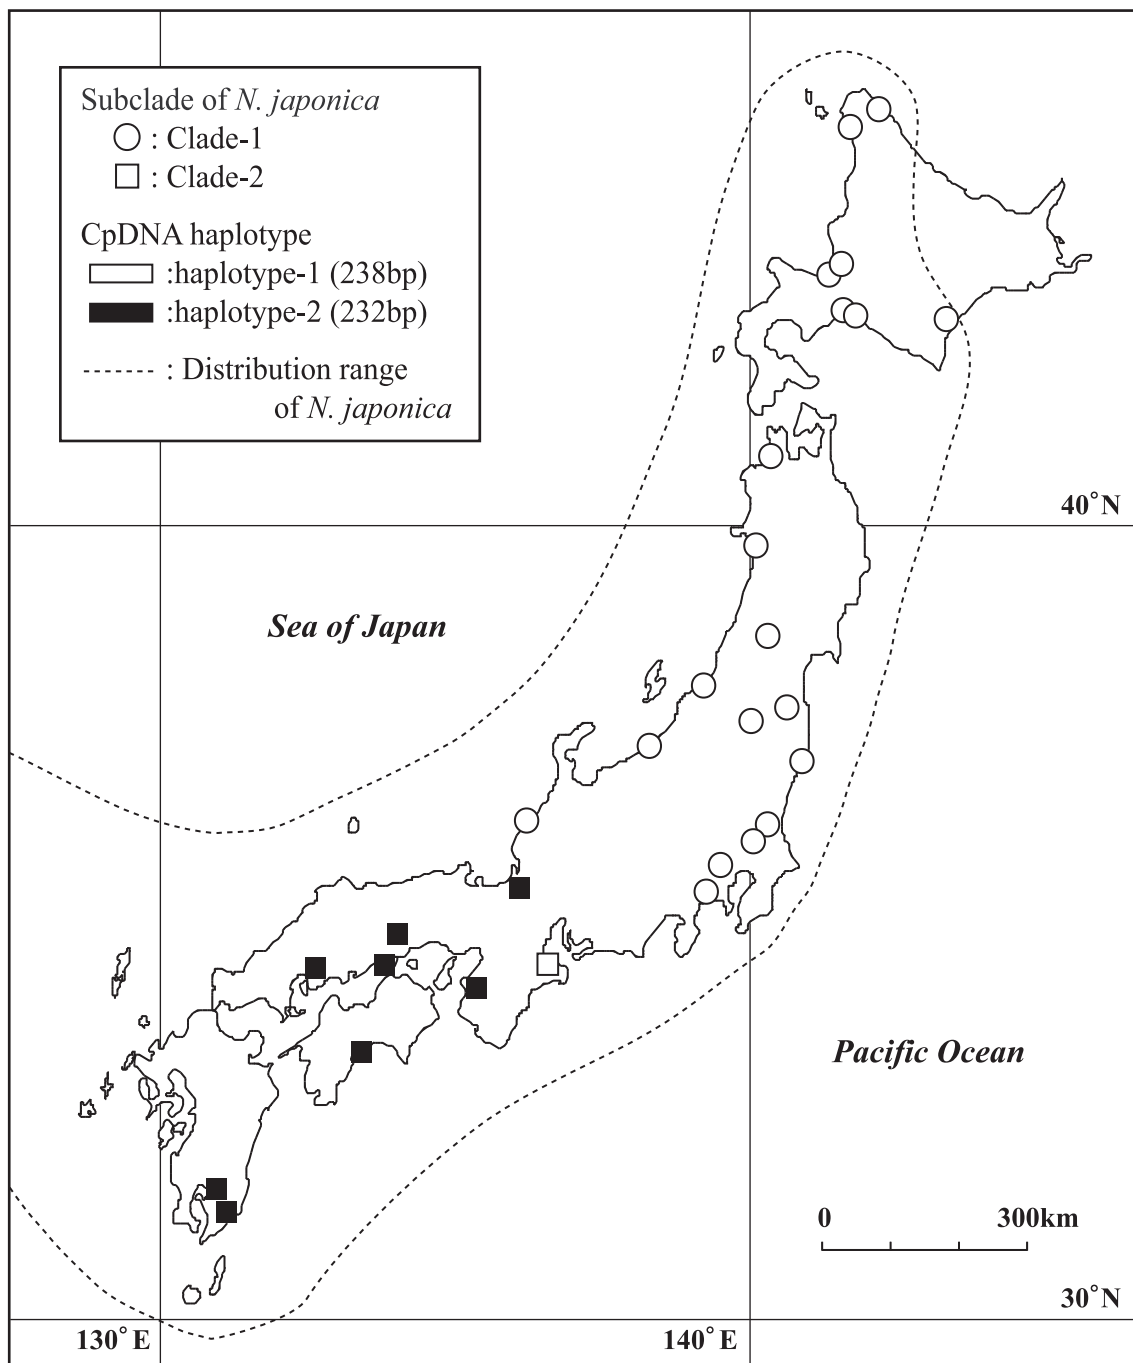 Subclade of N. japonica
: Clade-1
: Clade-2
CpDNA haplotype
:haplotype-1 (238bp)
:haplotype-2 (232bp)
: Distribution range
of N. japonica
40°N
Sea of Japan
Pacific Ocean
0 300km
30°N
130°E 140°E